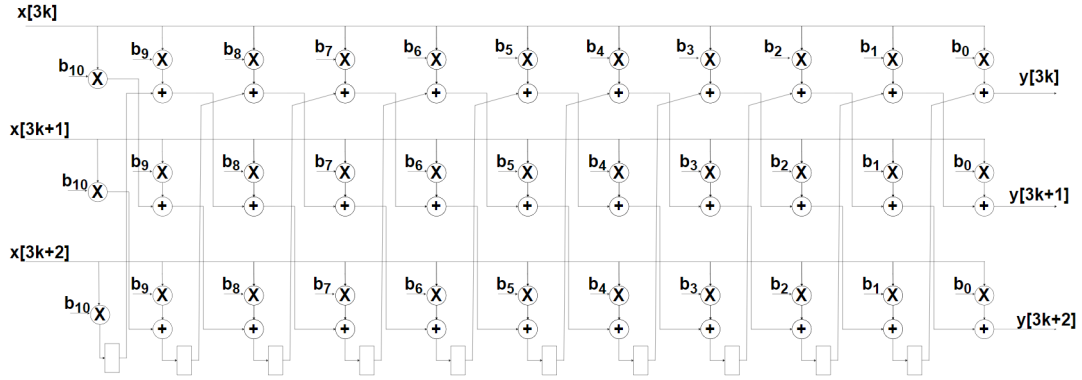 x[3k]
b9 b8 b7 b6 b5 b4 b3 b2 b1 b0
X X X X X X X X X X
b10 X
+ + + + + + + + + +
y[3k]
x[3k+1]
b9 b8 b7 b6 b5 b4 b3 b2 b1 b0
X X X X X X X X X X
b10 X
+ + + + + + + + + +
y[3k+1]
x[3k+2]
b9 b8 b7 b6 b5 b4 b3 b2 b1 b0
X X X X X X X X X X
b10 X
+ + + + + + + + + +
y[3k+2]